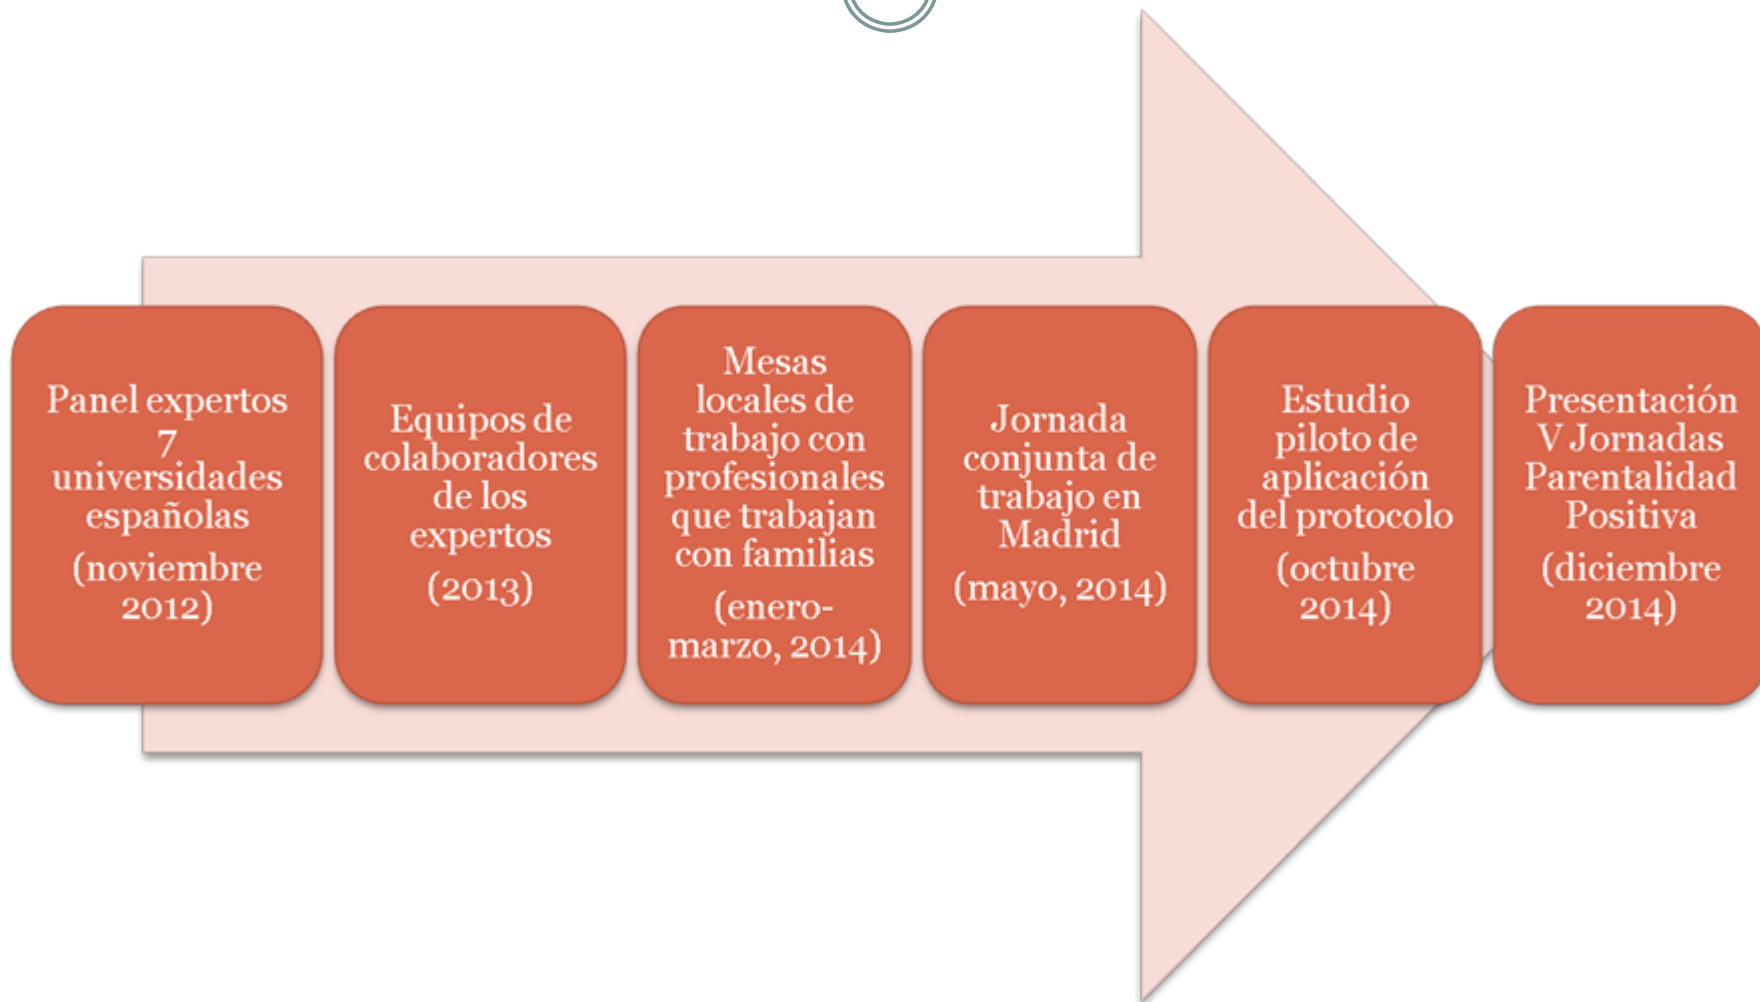 Panel expertos
7
universidades
españolas
(noviembre
2012)
Equipos de
colaboradores
de los
expertos
(2013)
Mesas
locales de
trabajo con
profesionales
que trabajan
con familias
(enero-
marzo, 2014)
Jornada
conjunta de
trabajo en
Madrid
(mayo, 2014)
Estudio
piloto de
aplicación
del protocolo
(octubre
2014)
Presentación
V Jornadas
Parentalidad
Positiva
(diciembre
2014)